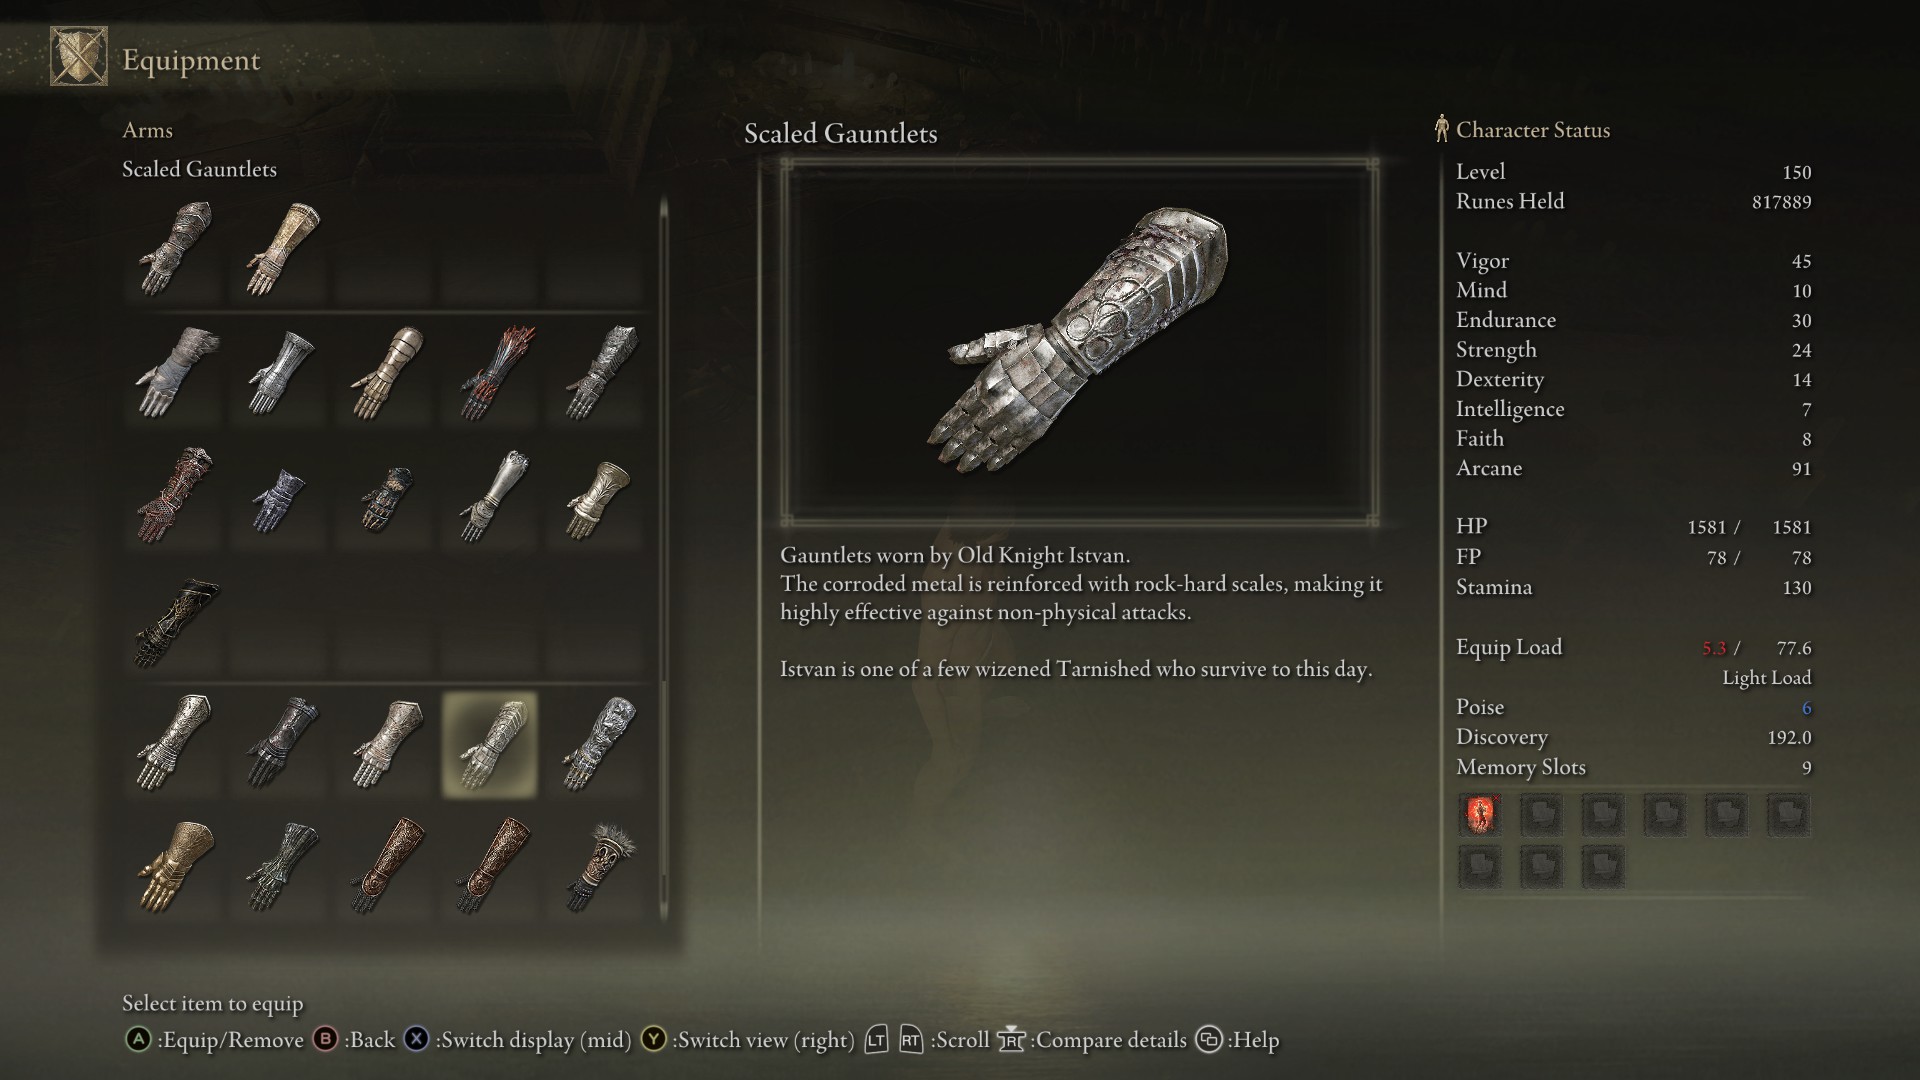 Equipment
Arms
Scaled Gauntlets
Scaled Gauntlets
Gauntlets worn by Old Knight Istvan.
The corroded metal is reinforced with rock-hard scales, making it
highly effective against non-physical attacks.
Istvan is one of a few wizened Tarnished who survive to this day.
Character Status
Level 150
Runes Held 817889
Vigor 45
Mind 10
Endurance 30
Strength 24
Dexterity 14
Intelligence 7
Faith 8
Arcane 91
HP 1581 / 1581
FP 78 / 78
Stamina 130
Equip Load 5.3 / 77.6
Light Load
Poise 6
Discovery 192.0
Memory Slots 9
Select item to equip
A :Equip/Remove B :Back X :Switch display (mid) Y :Switch view (right) LT RT :Scroll R :Compare details :Help